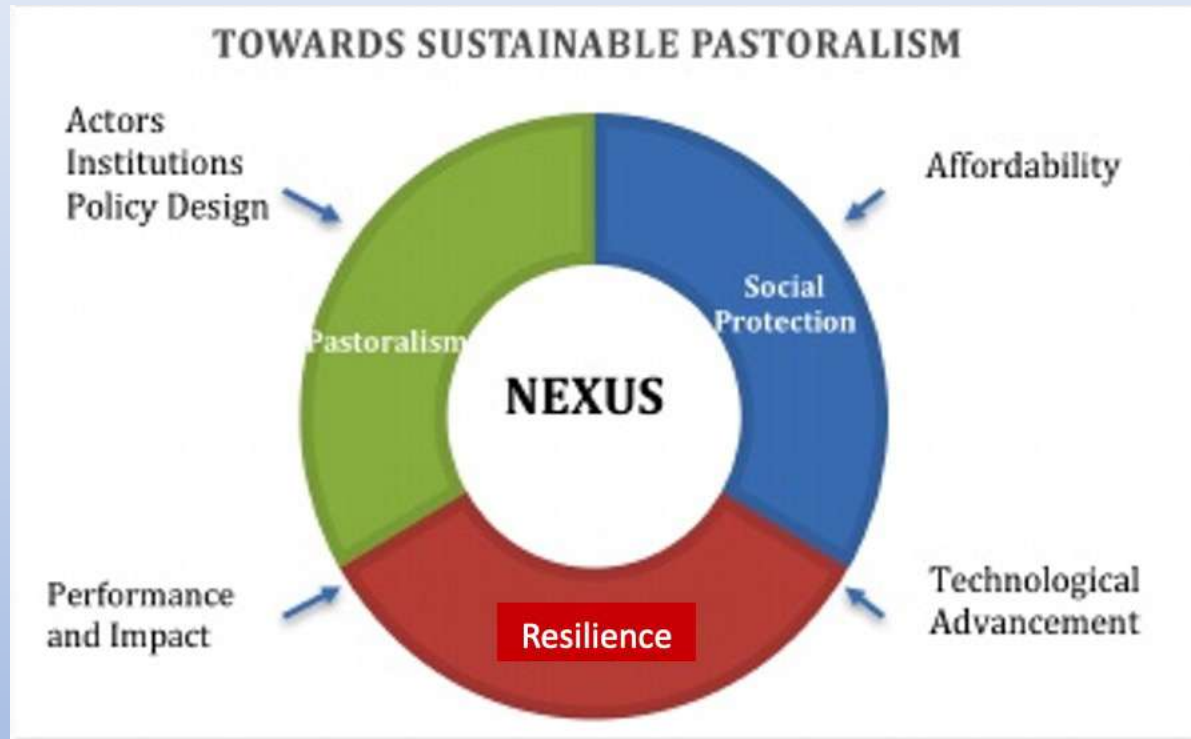 TOWARDS SUSTAINABLE PASTORALISM
Actors
Institutions
Policy Design
Affordability
Social
Protection
Pastoralism
NEXUS
Performance
and Impact
Resilience
Technological
Advancement